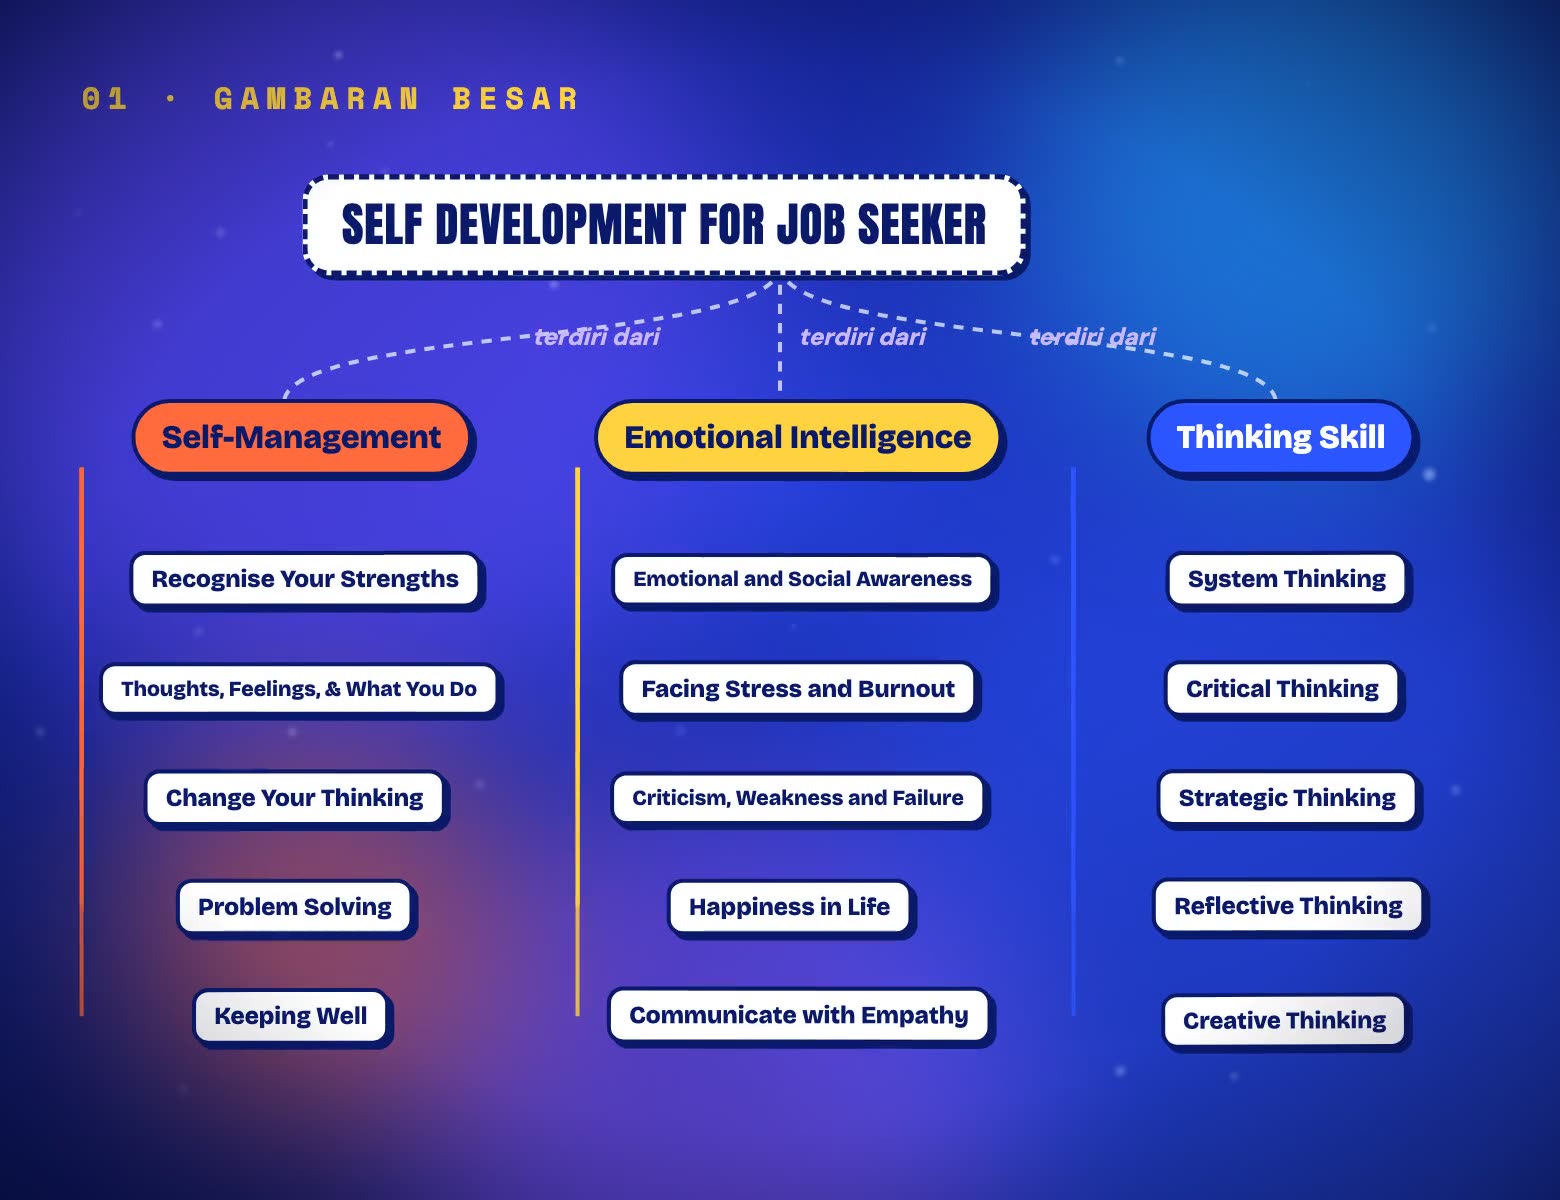 01 · GAMBARAN BESAR
SELF DEVELOPMENT FOR JOB SEEKER
terdiri dari
terdiri dari
terdiri dari
Self-Management
Emotional Intelligence
Thinking Skill
Recognise Your Strengths
Emotional and Social Awareness
System Thinking
Thoughts, Feelings, & What You Do
Facing Stress and Burnout
Critical Thinking
Change Your Thinking
Criticism, Weakness and Failure
Strategic Thinking
Problem Solving
Happiness in Life
Reflective Thinking
Keeping Well
Communicate with Empathy
Creative Thinking